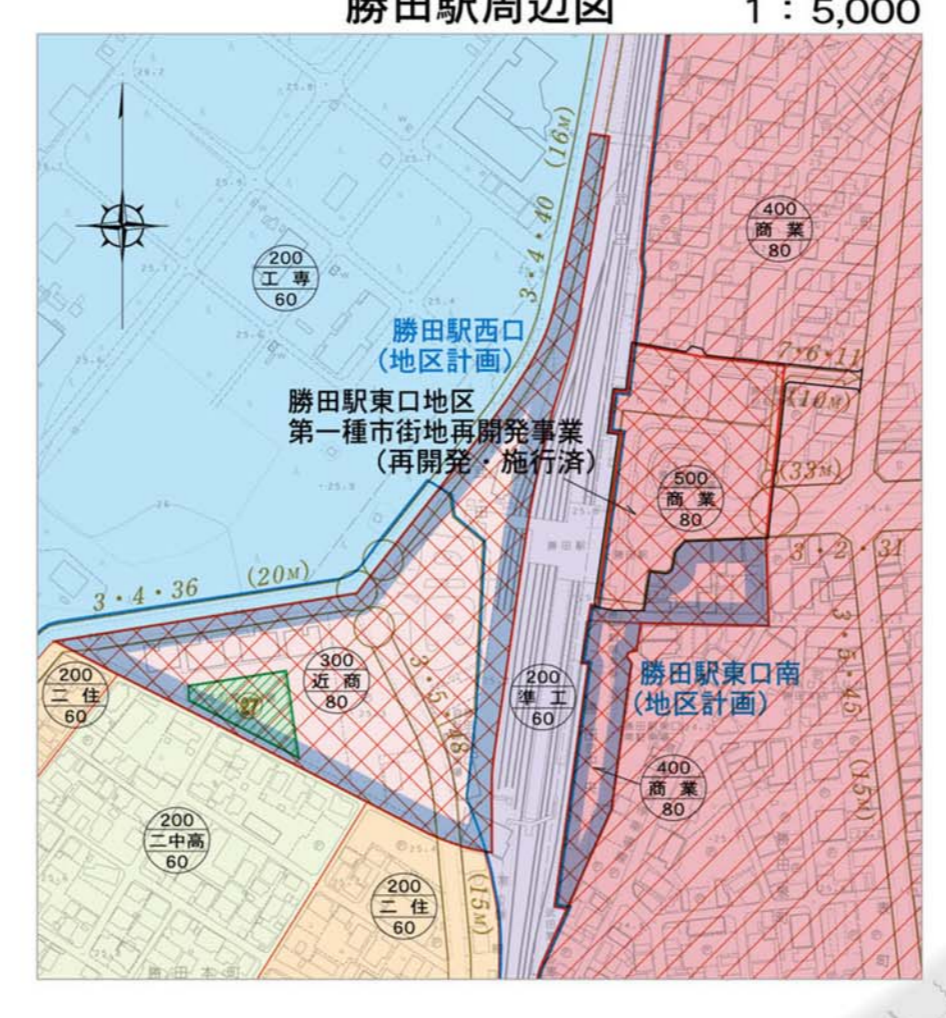 勝田駅周辺図 1：5,000
3・4・40 (16M)
400
商業
80
200
工専
60
勝田駅西口
(地区計画)
7・6・11
(10M)
勝田駅東口地区
第一種市街地再開発事業
(再開発・施行済)
(33M)
500
商業
80
勝田駅
3・2・31
3・4・36 (20M)
200
二住
60
300
近商
80
3・5・48
200
準工
60
勝田駅東口南
(地区計画)
3・5・45
(15M)
400
商業
80
200
二中高
60
200
二住
60
(15M)
勝田本町